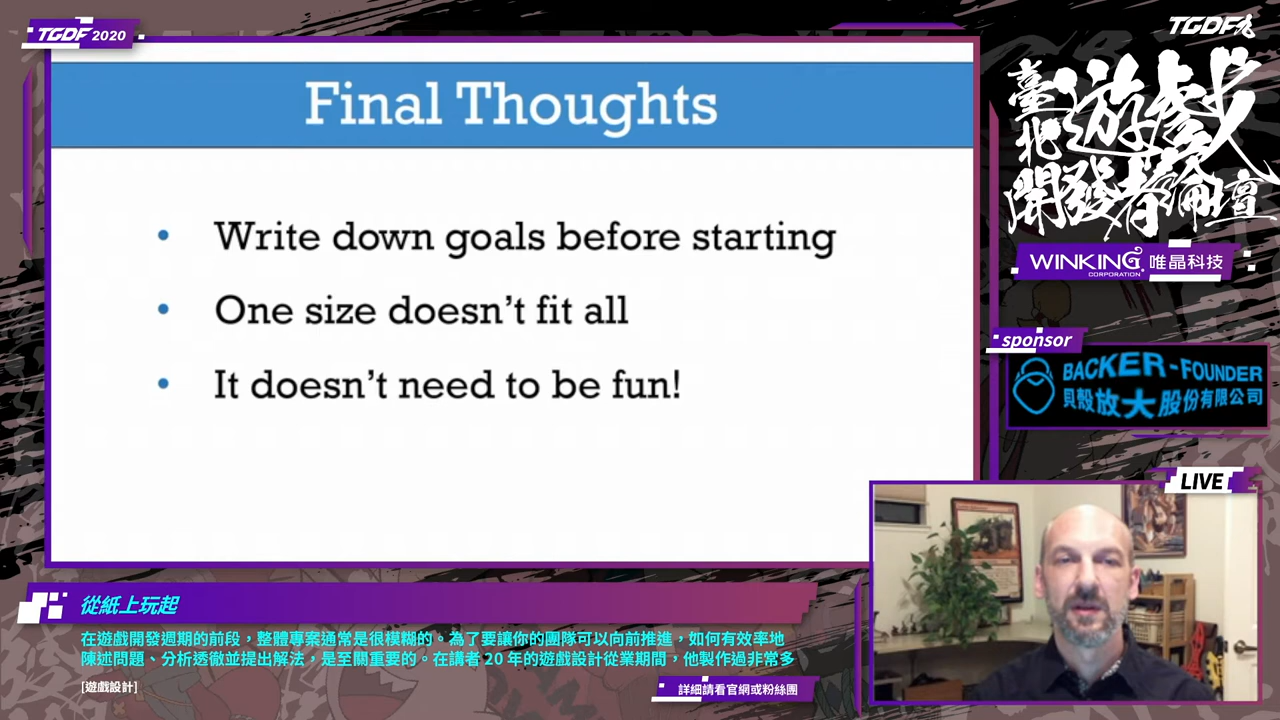 TGDF 2020
TGDF
臺北遊戲
開發者論壇
Final Thoughts
• Write down goals before starting
• One size doesn’t fit all
• It doesn’t need to be fun!
WINKING CORPORATION 唯晶科技
sponsor
BACKER-FOUNDER
貝殼放大股份有限公司
LIVE
從紙上玩起
在遊戲開發週期的前段，整體專案通常是很模糊的。為了要讓你的團隊可以向前推進，如何有效率地
陳述問題、分析透徹並提出解法，是至關重要的。在講者 20 年的遊戲設計從業期間，他製作過非常多
[遊戲設計]
詳細請看官網或粉絲團